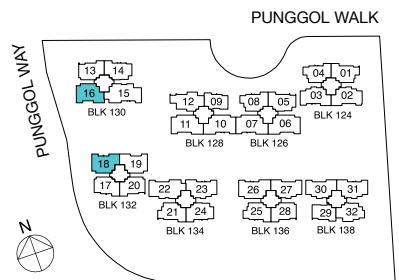 PUNGGOL WALK
PUNGGOL WAY
13 14
16 15
BLK 130
04 01
03 02
BLK 124
12 09
11 10
BLK 128
08 05
07 06
BLK 126
18 19
17 20
BLK 132
22 23
21 24
BLK 134
26 27
25 28
BLK 136
30 31
29 32
BLK 138
N